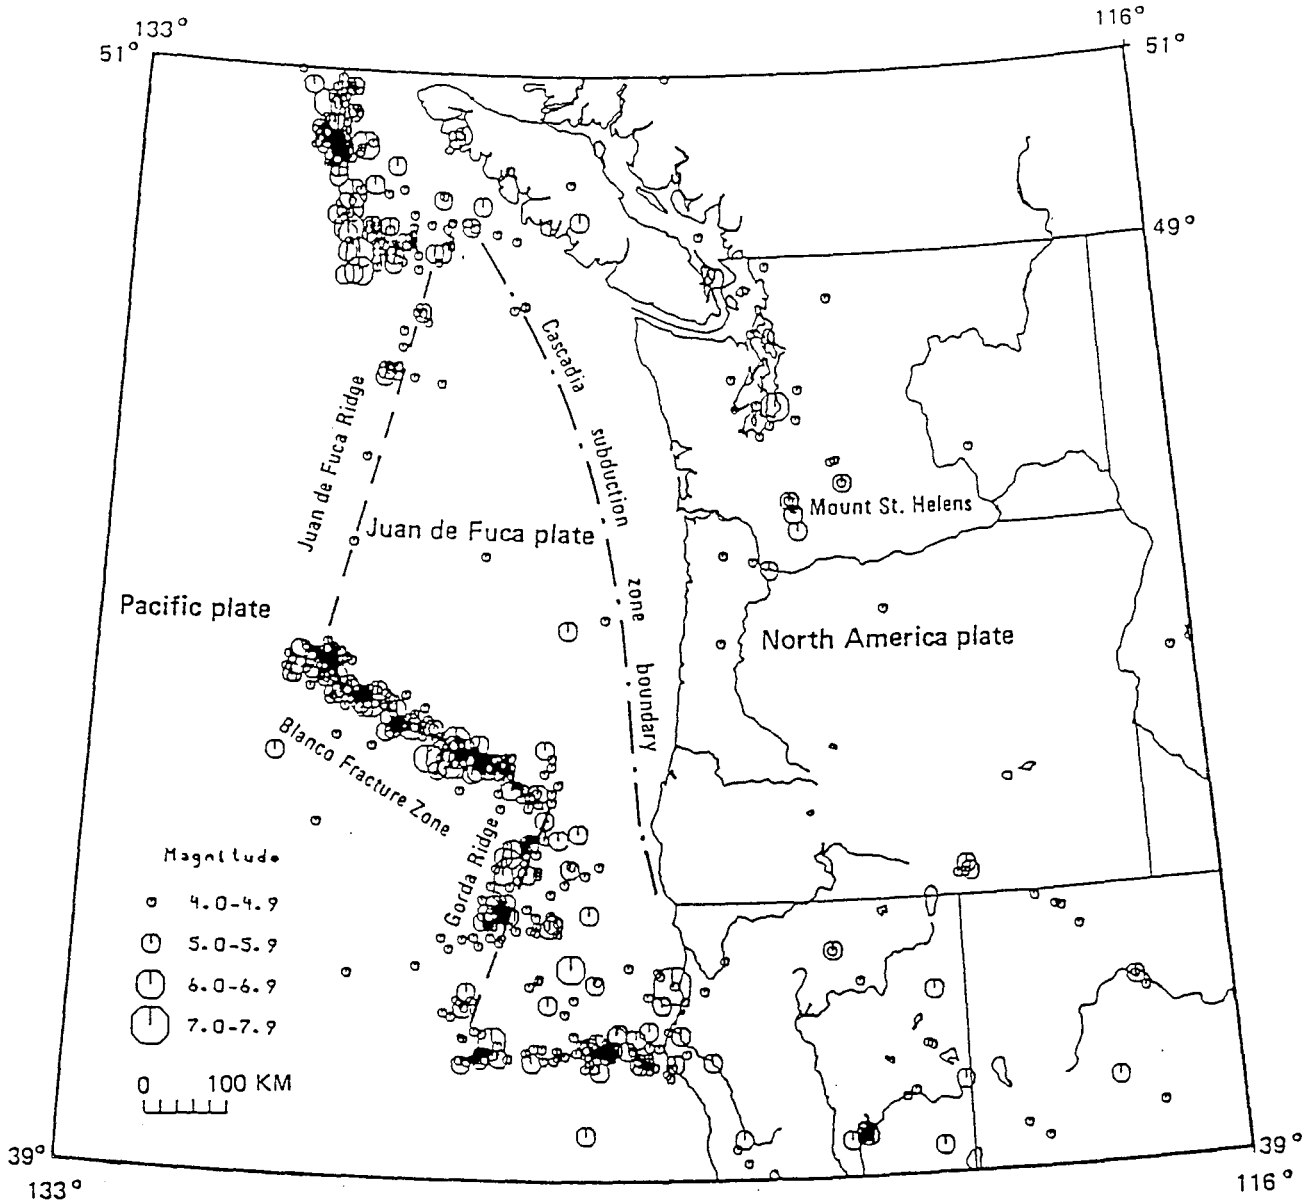 133°
116°
51°
51°
49°
Cascadia
subduction
zone
boundary
Juan de Fuca Ridge
Mount St. Helens
Juan de Fuca plate
Pacific plate
North America plate
Blanco Fracture Zone
Gorda Ridge
Magnitude
4.0-4.9
5.0-5.9
6.0-6.9
7.0-7.9
0 100 KM
39°
39°
133°
116°